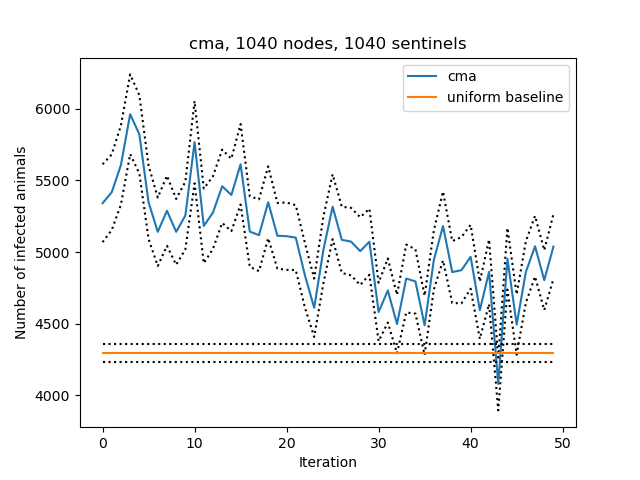 cma, 1040 nodes, 1040 sentinels
cma
uniform baseline
Number of infected animals
6000
5500
5000
4500
4000
0 10 20 30 40 50
Iteration